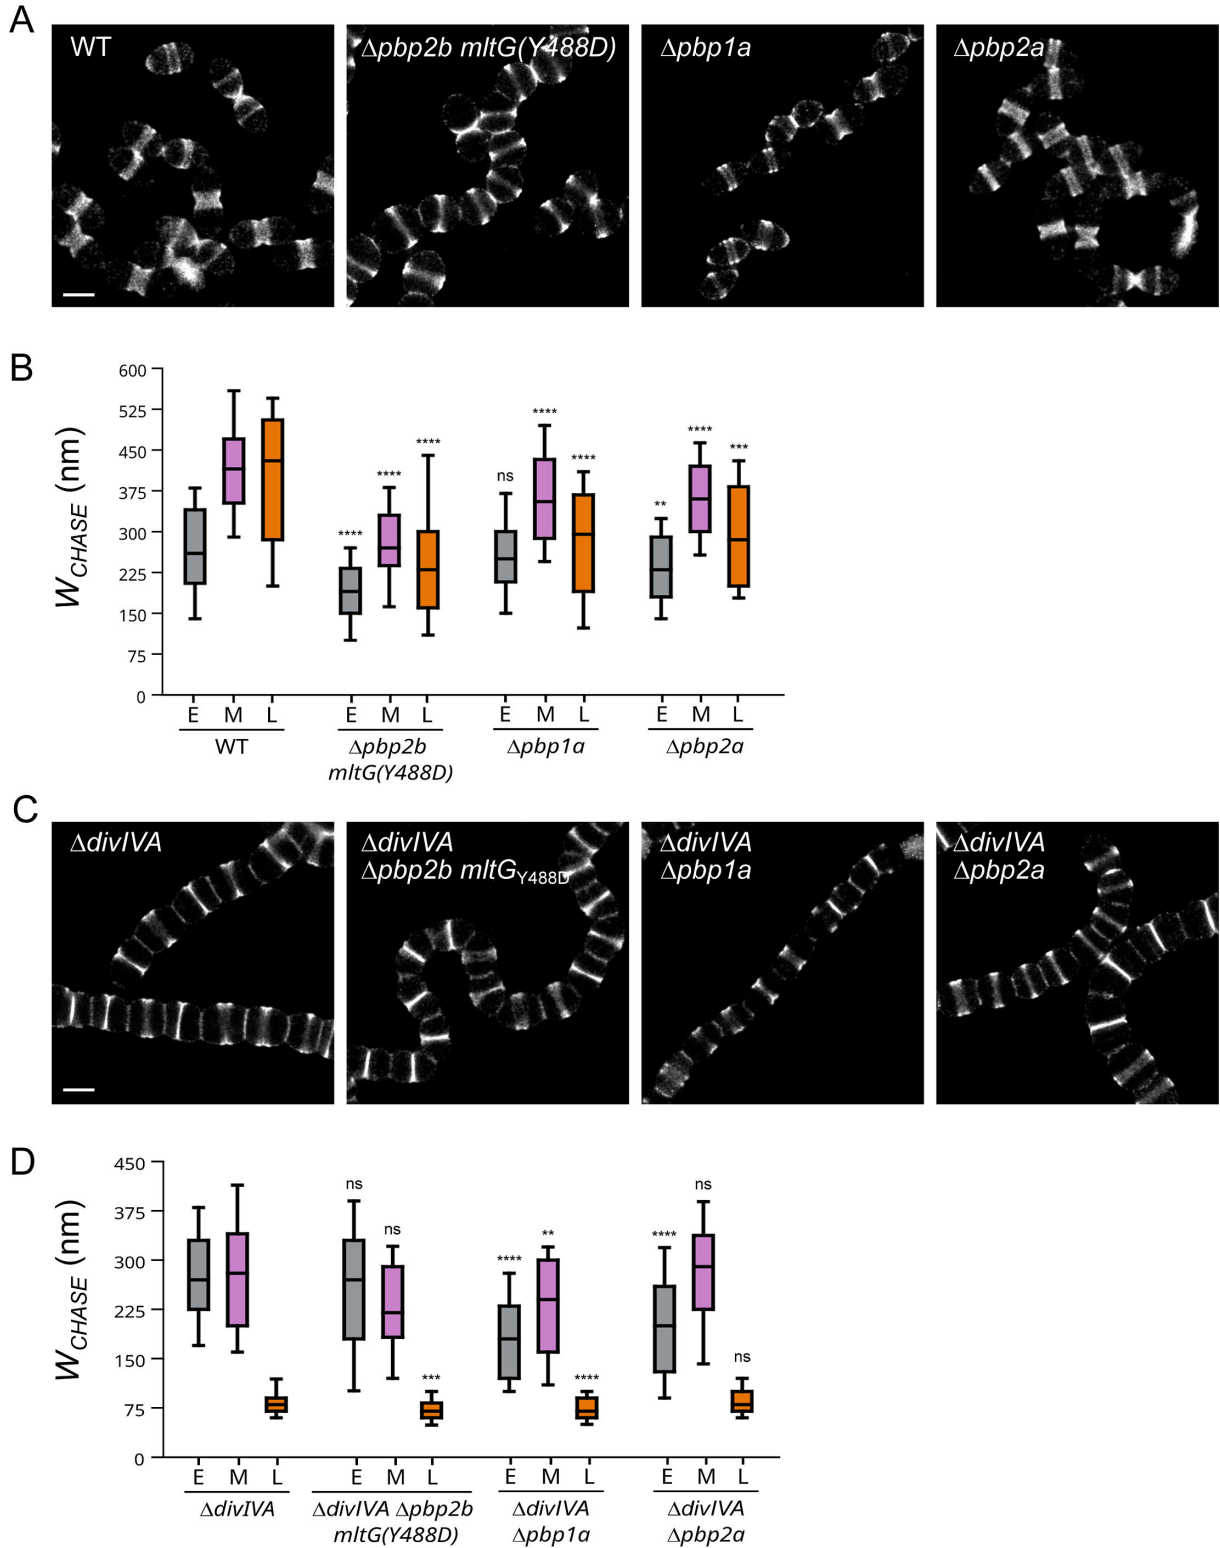 A
WT
Δpbp2b mltG(Y488D)
Δpbp1a
Δpbp2a
B
W_CHASE (nm)
600
525
450
375
300
225
150
75
0
**** **** ****
ns **** ****
** **** ***
E M L E M L E M L E M L
WT Δpbp2b Δpbp1a Δpbp2a
mltG(Y488D)
C
ΔdivIVA
ΔdivIVA
Δpbp2b mltG_Y488D
ΔdivIVA
Δpbp1a
ΔdivIVA
Δpbp2a
D
W_CHASE (nm)
450
375
300
225
150
75
0
ns ns ***
**** ** ****
**** ns ns
E M L E M L E M L E M L
ΔdivIVA ΔdivIVA Δpbp2b ΔdivIVA ΔdivIVA
mltG(Y488D) Δpbp1a Δpbp2a